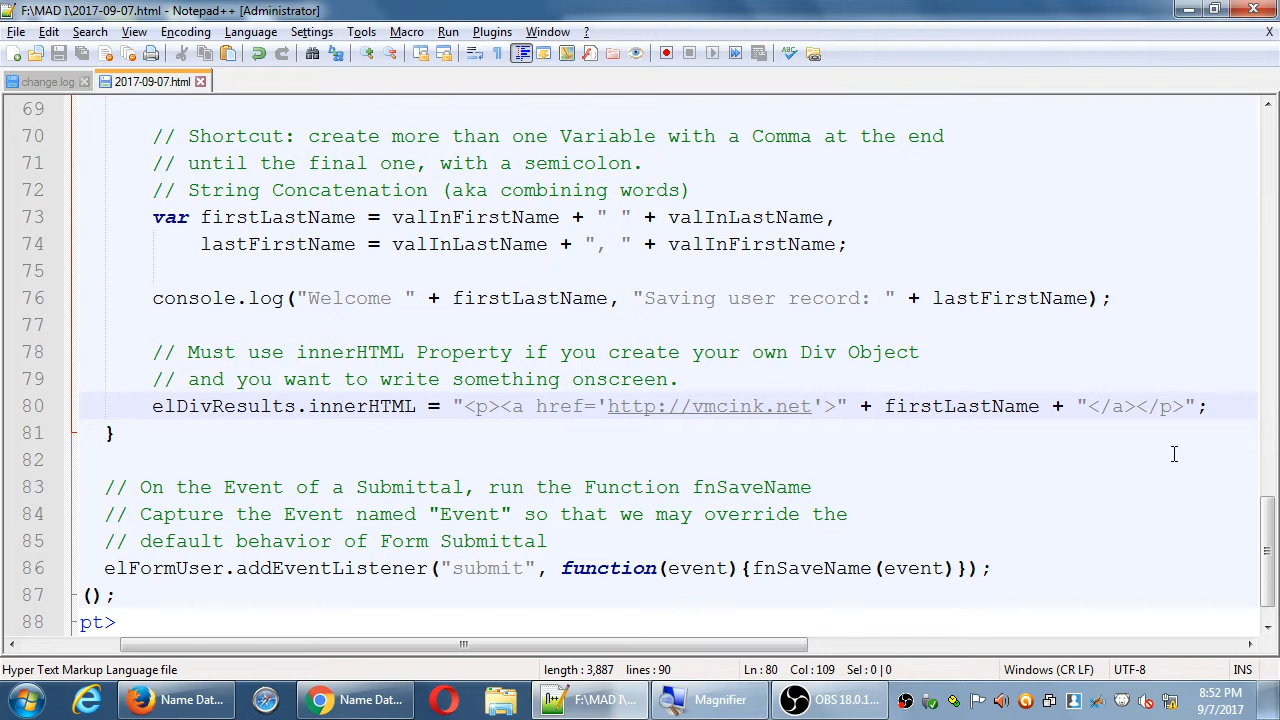 F:\MAD I\2017-09-07.html - Notepad++ [Administrator]
File Edit Search View Encoding Language Settings Tools Macro Run Plugins Window ? X
change.log 2017-09-07.html
69
70 // Shortcut: create more than one Variable with a Comma at the end
71 // until the final one, with a semicolon.
72 // String Concatenation (aka combining words)
73 var firstLastName = valInFirstName + " " + valInLastName,
74 lastFirstName = valInLastName + ", " + valInFirstName;
75
76 console.log("Welcome " + firstLastName, "Saving user record: " + lastFirstName);
77
78 // Must use innerHTML Property if you create your own Div Object
79 // and you want to write something onscreen.
80 elDivResults.innerHTML = "<p><a href='http://vmcink.net'>" + firstLastName + "</a></p>";
81 }
82
83 // On the Event of a Submittal, run the Function fnSaveName
84 // Capture the Event named "Event" so that we may override the
85 // default behavior of Form Submittal
86 elFormUser.addEventListener("submit", function(event){fnSaveName(event)});
87 ();
88 pt>
Hyper Text Markup Language file length : 3,887 lines : 90 Ln : 80 Col : 109 Sel : 0 | 0 Windows (CR LF) UTF-8 INS
Name Dat... Name Dat... F:\MAD I\... Magnifier OBS 18.0.1... 8:52 PM
9/7/2017